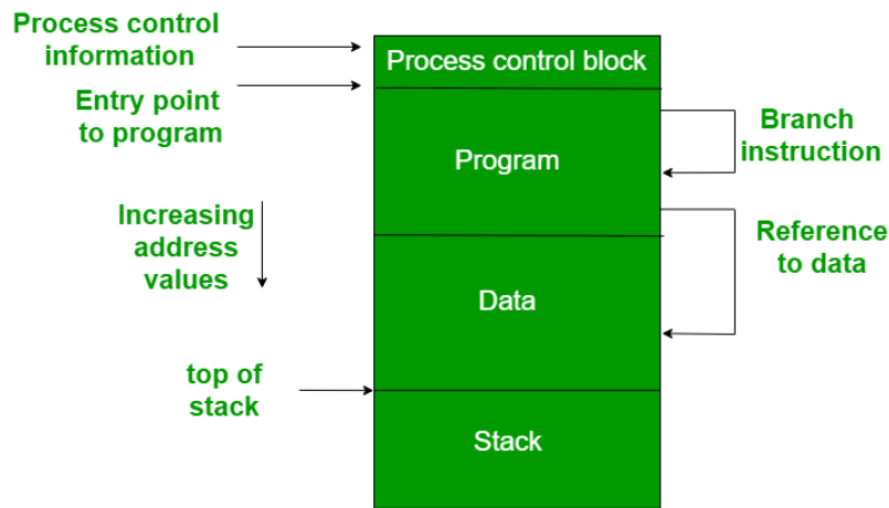 Process control
information
Process control block
Entry point
to program
Program
Branch
instruction
Increasing
address
values
Reference
to data
Data
top of
stack
Stack